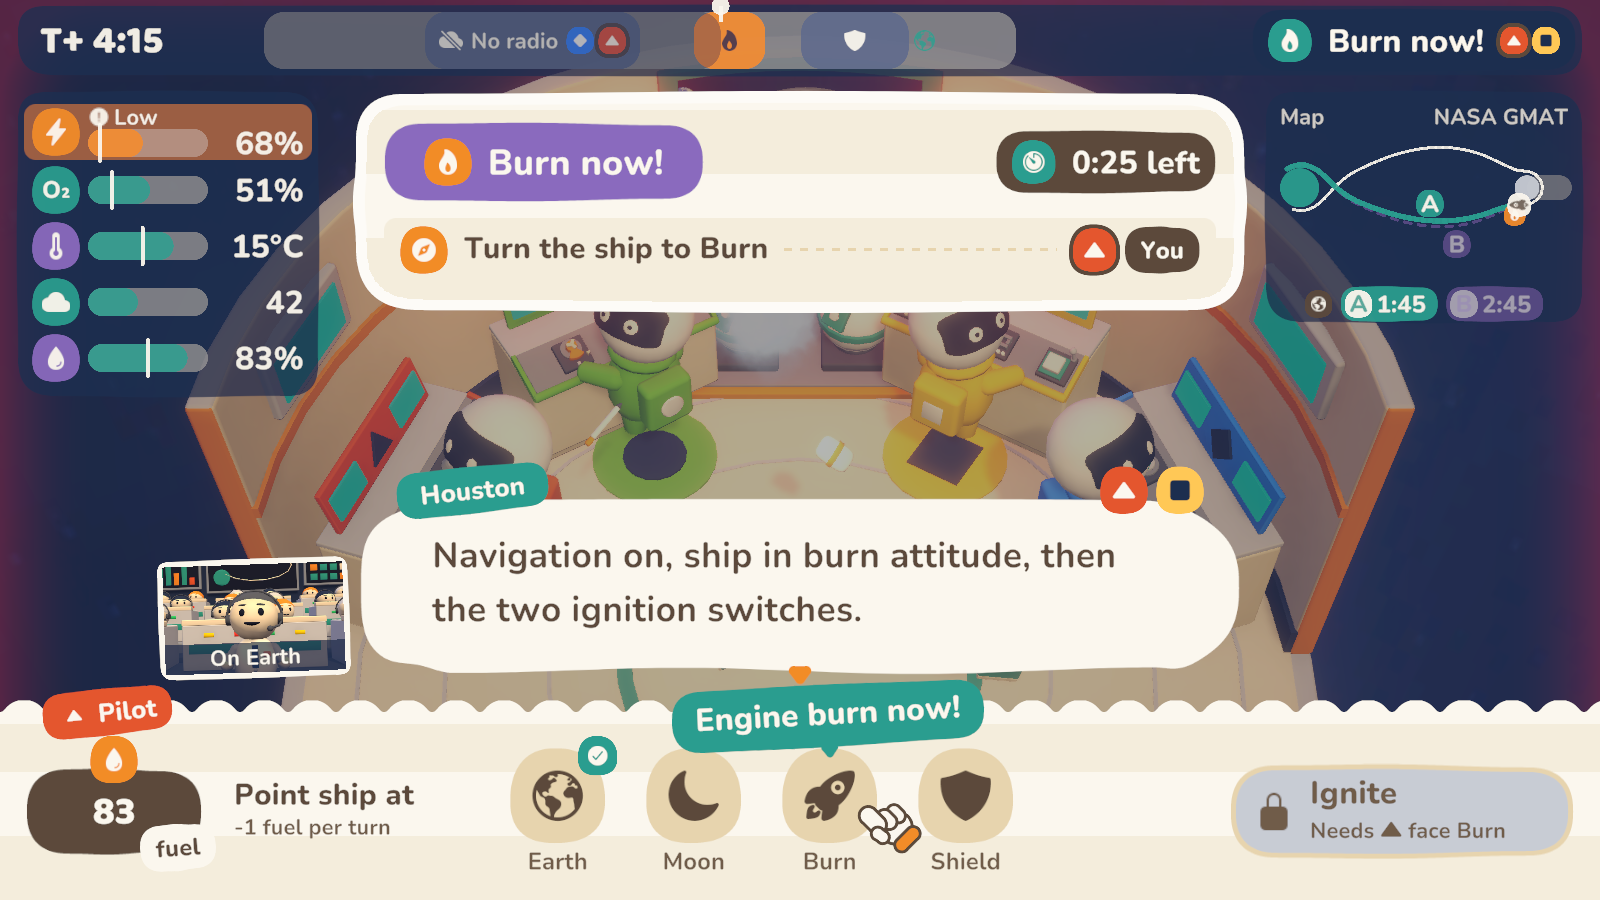 T+ 4:15
No radio
Burn now!
Low
68%
O₂
51%
15°C
42
83%
Burn now!
0:25 left
Turn the ship to Burn
You
Map
NASA GMAT
A
B
A 1:45
B 2:45
Houston
Navigation on, ship in burn attitude, then
the two ignition switches.
On Earth
Pilot
83
fuel
Point ship at
-1 fuel per turn
Engine burn now!
Earth
Moon
Burn
Shield
Ignite
Needs ▲ face Burn